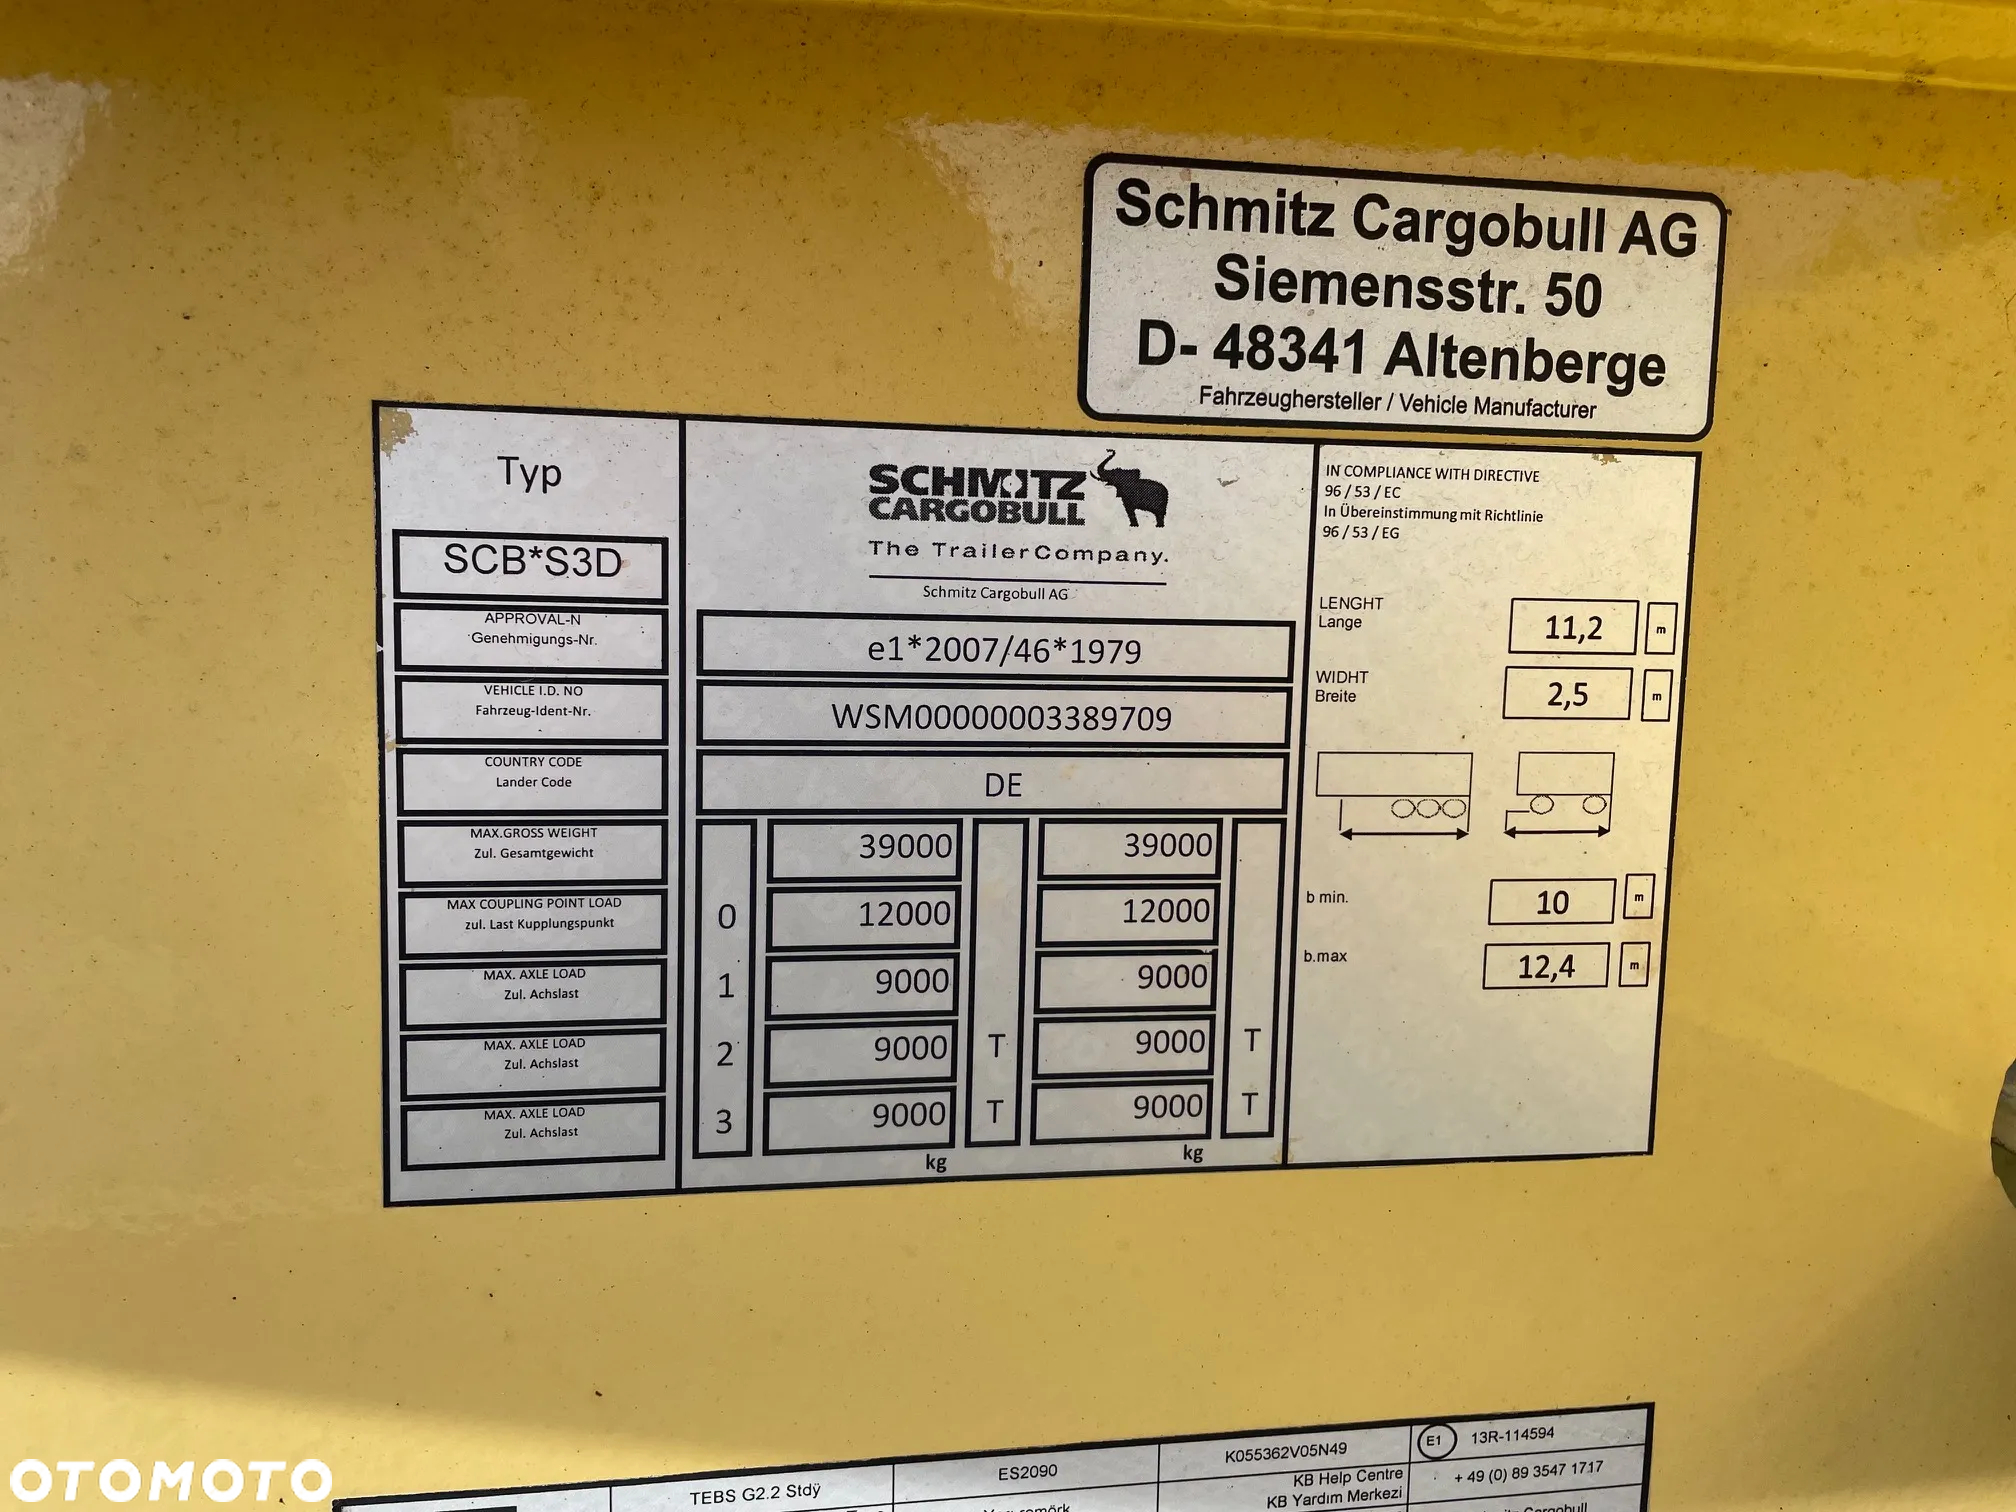 Schmitz Cargobull AG
Siemensstr. 50
D- 48341 Altenberge
Fahrzeughersteller / Vehicle Manufacturer
Typ
SCB*S3D
SCHMITZ
CARGOBULL
The Trailer Company.
Schmitz Cargobull AG
APPROVAL-N
Genehmigungs-Nr.
e1*2007/46*1979
VEHICLE I.D. NO
Fahrzeug-Ident-Nr.
WSM00000003389709
COUNTRY CODE
Lander Code
DE
MAX.GROSS WEIGHT
Zul. Gesamtgewicht
39000 39000
MAX COUPLING POINT LOAD
zul. Last Kupplungspunkt
0 12000 12000
MAX. AXLE LOAD
Zul. Achslast
1 9000 9000
MAX. AXLE LOAD
Zul. Achslast
2 9000 T 9000 T
MAX. AXLE LOAD
Zul. Achslast
3 9000 T 9000 T
kg kg
IN COMPLIANCE WITH DIRECTIVE
96 / 53 / EC
In Übereinstimmung mit Richtlinie
96 / 53 / EG
LENGHT
Lange
11,2 m
WIDHT
Breite
2,5 m
b min. 10 m
b.max 12,4 m
TEBS G2.2 Stdÿ
ES2090
K055362V05N49
E1 13R-114594
KB Help Centre
KB Yardım Merkezi
+ 49 (0) 89 3547 1717
Cargobull
OTOMOTO